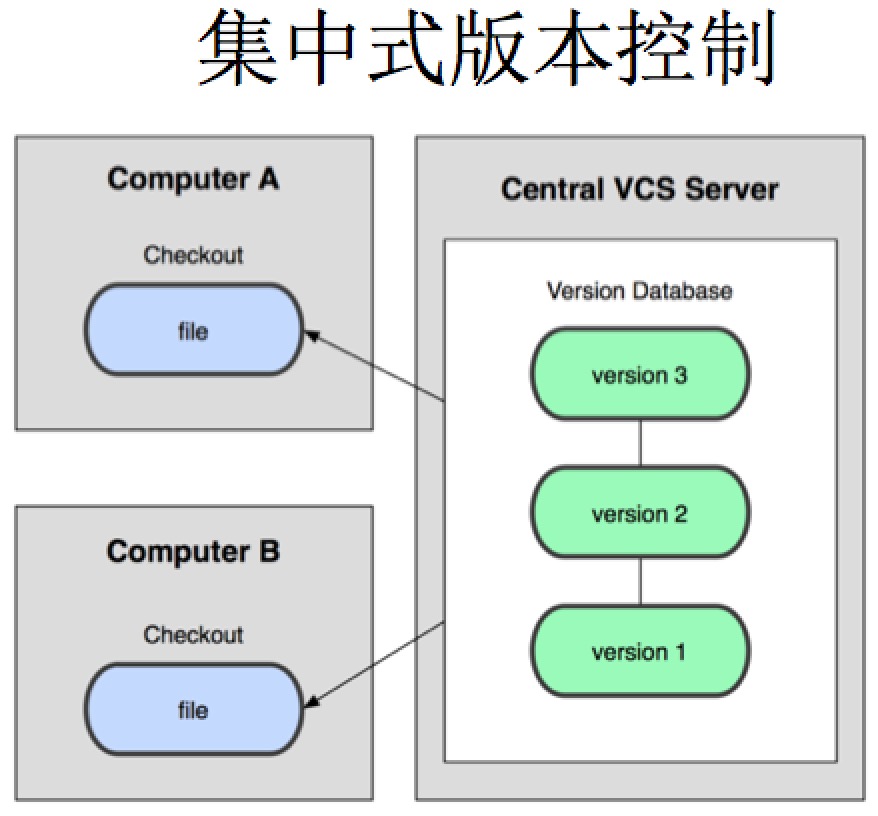 集中式版本控制
Computer A
Checkout
file
Computer B
Checkout
file
Central VCS Server
Version Database
version 3
version 2
version 1